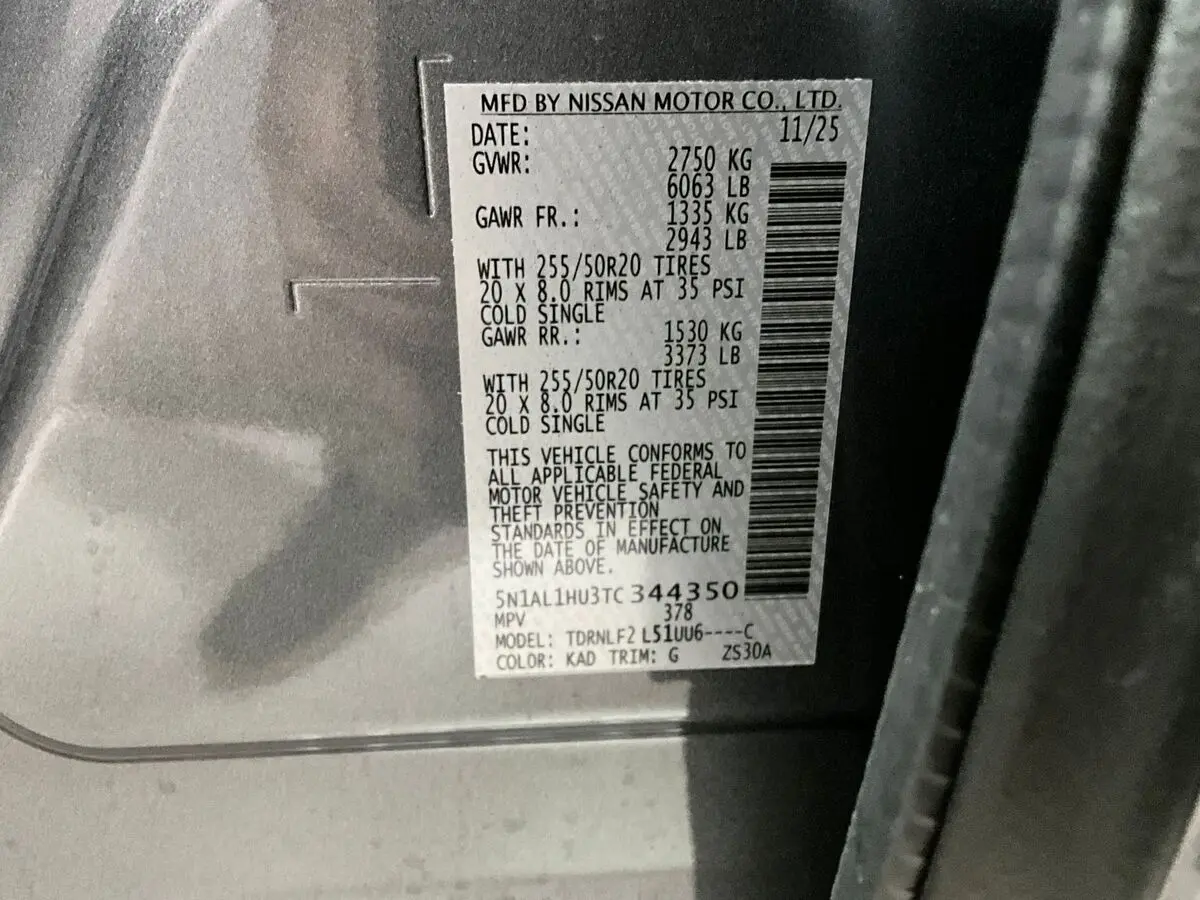 MFD BY NISSAN MOTOR CO., LTD.
DATE: 11/25
GVWR: 2750 KG
6063 LB
GAWR FR.: 1335 KG
2943 LB
WITH 255/50R20 TIRES
20 X 8.0 RIMS AT 35 PSI
COLD SINGLE
GAWR RR.: 1530 KG
3373 LB
WITH 255/50R20 TIRES
20 X 8.0 RIMS AT 35 PSI
COLD SINGLE
THIS VEHICLE CONFORMS TO
ALL APPLICABLE FEDERAL
MOTOR VEHICLE SAFETY AND
THEFT PREVENTION
STANDARDS IN EFFECT ON
THE DATE OF MANUFACTURE
SHOWN ABOVE.
5N1AL1HU3TC 344350
MPV 378
MODEL: TDRNLF2 L51UU6----C
COLOR: KAD TRIM: G ZS30A